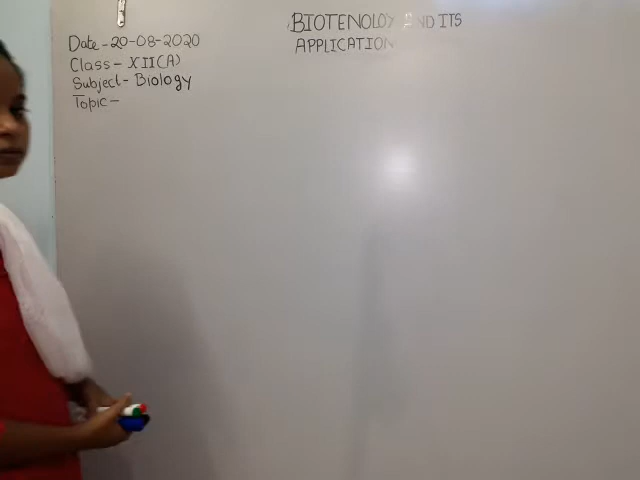 Date - 20-08-2020
Class - XII(A)
Subject - Biology
Topic -
BIOTENOLOY AND ITS
APPLICATION